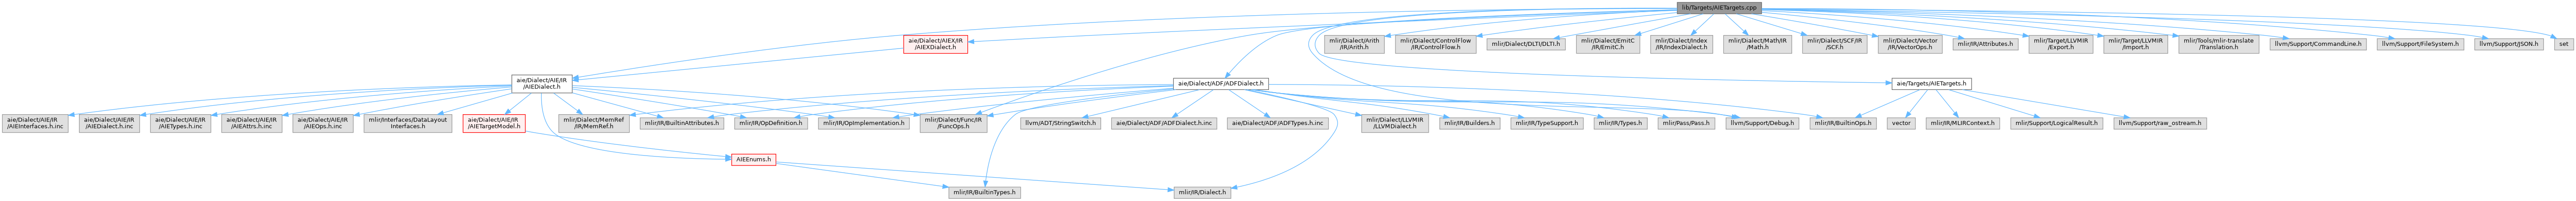 lib/Targets/AIETargets.cpp
aie/Dialect/AIEX/IR
/AIEXDialect.h
mlir/Dialect/Arith
/IR/Arith.h
mlir/Dialect/ControlFlow
/IR/ControlFlow.h
mlir/Dialect/DLTI/DLTI.h
mlir/Dialect/EmitC
/IR/EmitC.h
mlir/Dialect/Index
/IR/IndexDialect.h
mlir/Dialect/Math/IR
/Math.h
mlir/Dialect/SCF/IR
/SCF.h
mlir/Dialect/Vector
/IR/VectorOps.h
mlir/IR/Attributes.h
mlir/Target/LLVMIR
/Export.h
mlir/Target/LLVMIR
/Import.h
mlir/Tools/mlir-translate
/Translation.h
llvm/Support/CommandLine.h
llvm/Support/FileSystem.h
llvm/Support/JSON.h
set
aie/Dialect/AIE/IR
/AIEDialect.h
aie/Dialect/ADF/ADFDialect.h
aie/Targets/AIETargets.h
aie/Dialect/AIE/IR
/AIEInterfaces.h.inc
aie/Dialect/AIE/IR
/AIEDialect.h.inc
aie/Dialect/AIE/IR
/AIETypes.h.inc
aie/Dialect/AIE/IR
/AIEAttrs.h.inc
aie/Dialect/AIE/IR
/AIEOps.h.inc
mlir/Interfaces/DataLayout
Interfaces.h
aie/Dialect/AIE/IR
/AIETargetModel.h
mlir/Dialect/MemRef
/IR/MemRef.h
mlir/IR/BuiltinAttributes.h
mlir/IR/OpDefinition.h
mlir/IR/OpImplementation.h
mlir/Dialect/Func/IR
/FuncOps.h
llvm/ADT/StringSwitch.h
aie/Dialect/ADF/ADFDialect.h.inc
aie/Dialect/ADF/ADFTypes.h.inc
mlir/Dialect/LLVMIR
/LLVMDialect.h
mlir/IR/Builders.h
mlir/IR/TypeSupport.h
mlir/IR/Types.h
mlir/Pass/Pass.h
llvm/Support/Debug.h
mlir/IR/BuiltinOps.h
vector
mlir/IR/MLIRContext.h
mlir/Support/LogicalResult.h
llvm/Support/raw_ostream.h
AIEEnums.h
mlir/IR/BuiltinTypes.h
mlir/IR/Dialect.h